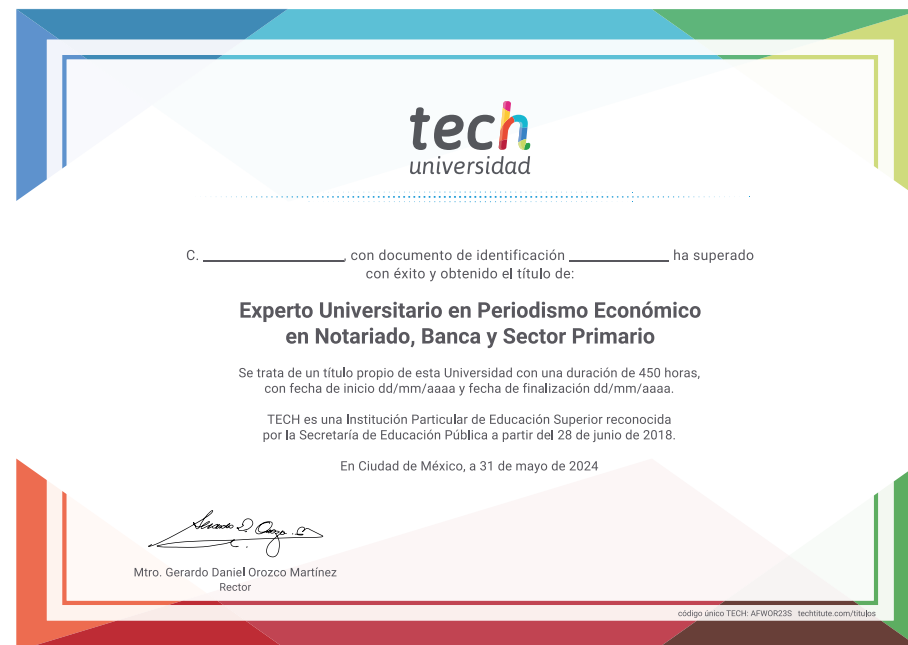 tech
universidad
C. ____________, con documento de identificación ____________ ha superado
con éxito y obtenido el título de:
Experto Universitario en Periodismo Económico
en Notariado, Banca y Sector Primario
Se trata de un título propio de esta Universidad con una duración de 450 horas,
con fecha de inicio dd/mm/aaaa y fecha de finalización dd/mm/aaaa.
TECH es una Institución Particular de Educación Superior reconocida
por la Secretaría de Educación Pública a partir del 28 de junio de 2018.
En Ciudad de México, a 31 de mayo de 2024
Mtro. Gerardo Daniel Orozco Martínez
Rector
código único TECH: AFWOR23S techtitute.com/titulos